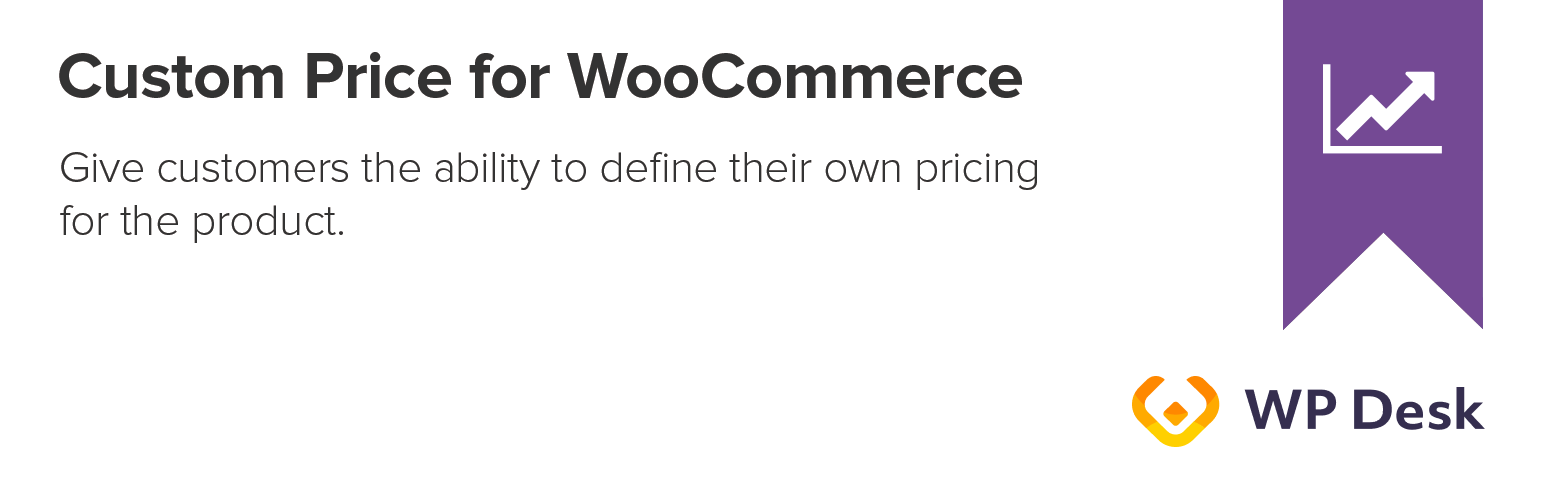 Custom Price for WooCommerce
Give customers the ability to define their own pricing
for the product.
WP Desk